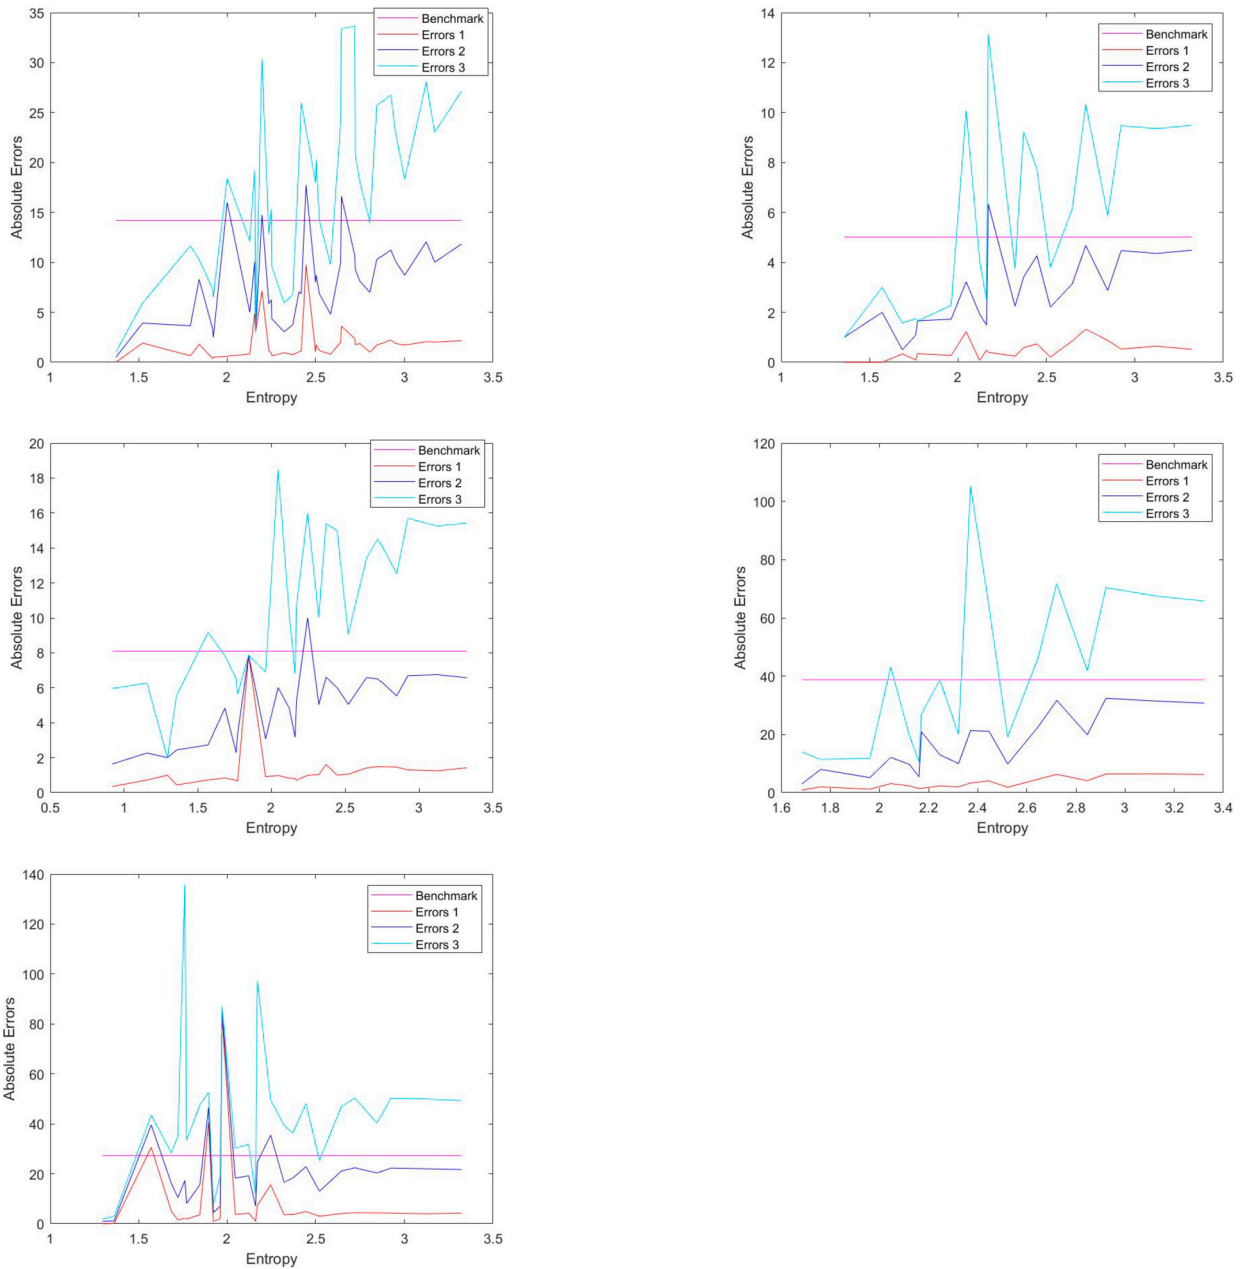 35
30
25
20
15
10
5
0
1
1.5
2
2.5
3
3.5
Absolute Errors
Entropy
Benchmark
Errors 1
Errors 2
Errors 3
14
12
10
8
6
4
2
0
1
1.5
2
2.5
3
3.5
Absolute Errors
Entropy
Benchmark
Errors 1
Errors 2
Errors 3
20
18
16
14
12
10
8
6
4
2
0
0.5
1
1.5
2
2.5
3
3.5
Absolute Errors
Entropy
Benchmark
Errors 1
Errors 2
Errors 3
120
100
80
60
40
20
0
1.6
1.8
2
2.2
2.4
2.6
2.8
3
3.2
3.4
Absolute Errors
Entropy
Benchmark
Errors 1
Errors 2
Errors 3
140
120
100
80
60
40
20
0
1
1.5
2
2.5
3
3.5
Absolute Errors
Entropy
Benchmark
Errors 1
Errors 2
Errors 3